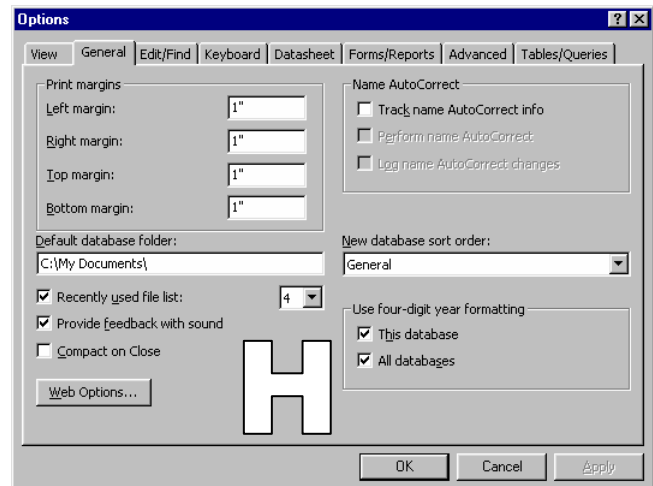 Options
View General Edit/Find Keyboard Datasheet Forms/Reports Advanced Tables/Queries
Print margins
Left margin: 1"
Right margin: 1"
Top margin: 1"
Bottom margin: 1"
Name AutoCorrect
Track name AutoCorrect info
Perform name AutoCorrect
Log name AutoCorrect changes
Default database folder:
C:\My Documents\
New database sort order:
General
Recently used file list: 4
Provide feedback with sound
Compact on Close
Web Options...
H
Use four-digit year formatting
This database
All databases
OK Cancel Apply